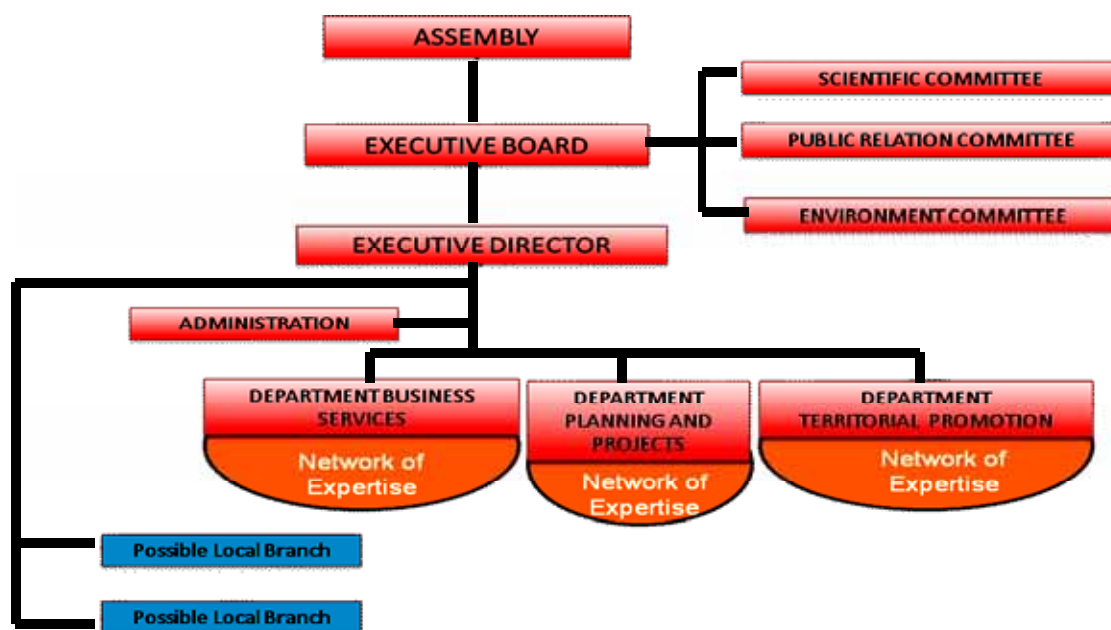 ASSEMBLY
SCIENTIFIC COMMITTEE
EXECUTIVE BOARD
PUBLIC RELATION COMMITTEE
ENVIRONMENT COMMITTEE
EXECUTIVE DIRECTOR
ADMINISTRATION
DEPARTMENT BUSINESS
SERVICES
Network of
Expertise
DEPARTMENT
PLANNING AND
PROJECTS
Network of
Expertise
DEPARTMENT
TERRITORIAL PROMOTION
Network of
Expertise
Possible Local Branch
Possible Local Branch